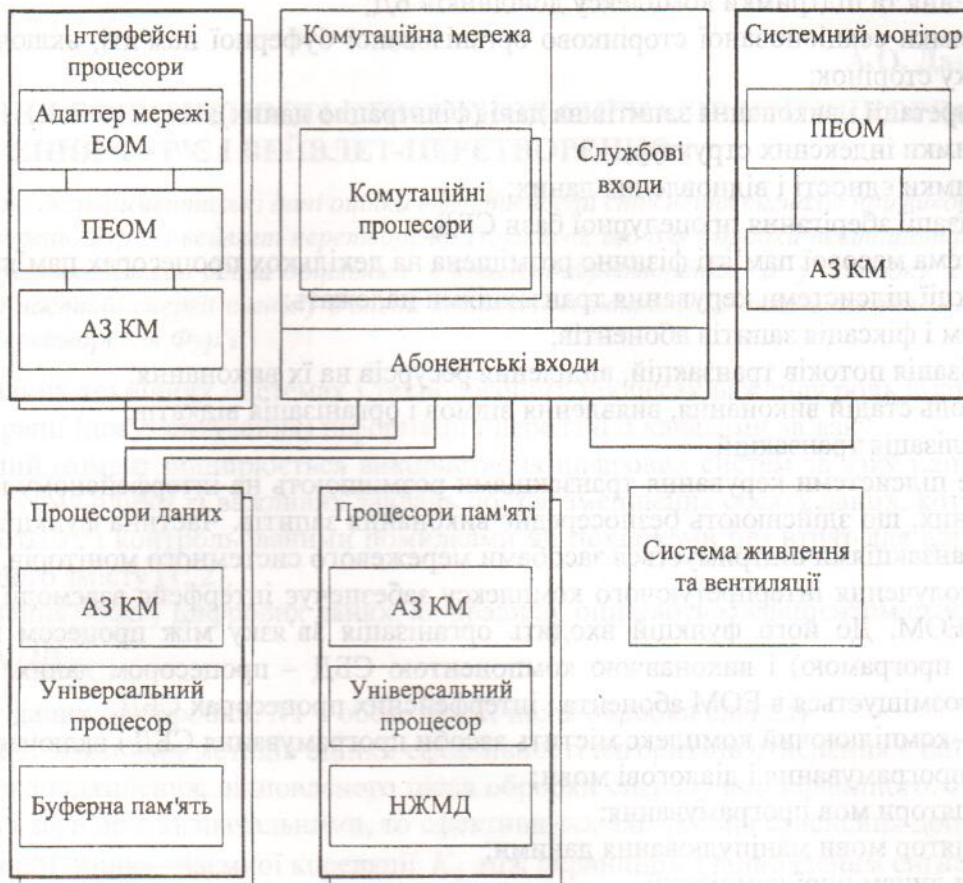 Інтерфейсні
процесори
Адаптер мережі
ЕОМ
ПЕОМ
АЗ КМ
Комутаційна мережа
Комутаційні
процесори
Службові
входи
Абонентські входи
Системний монітор
ПЕОМ
АЗ КМ
Процесори даних
АЗ КМ
Універсальний
процесор
Буферна пам'ять
Процесори пам'яті
АЗ КМ
Універсальний
процесор
НЖМД
Система живлення
та вентиляції